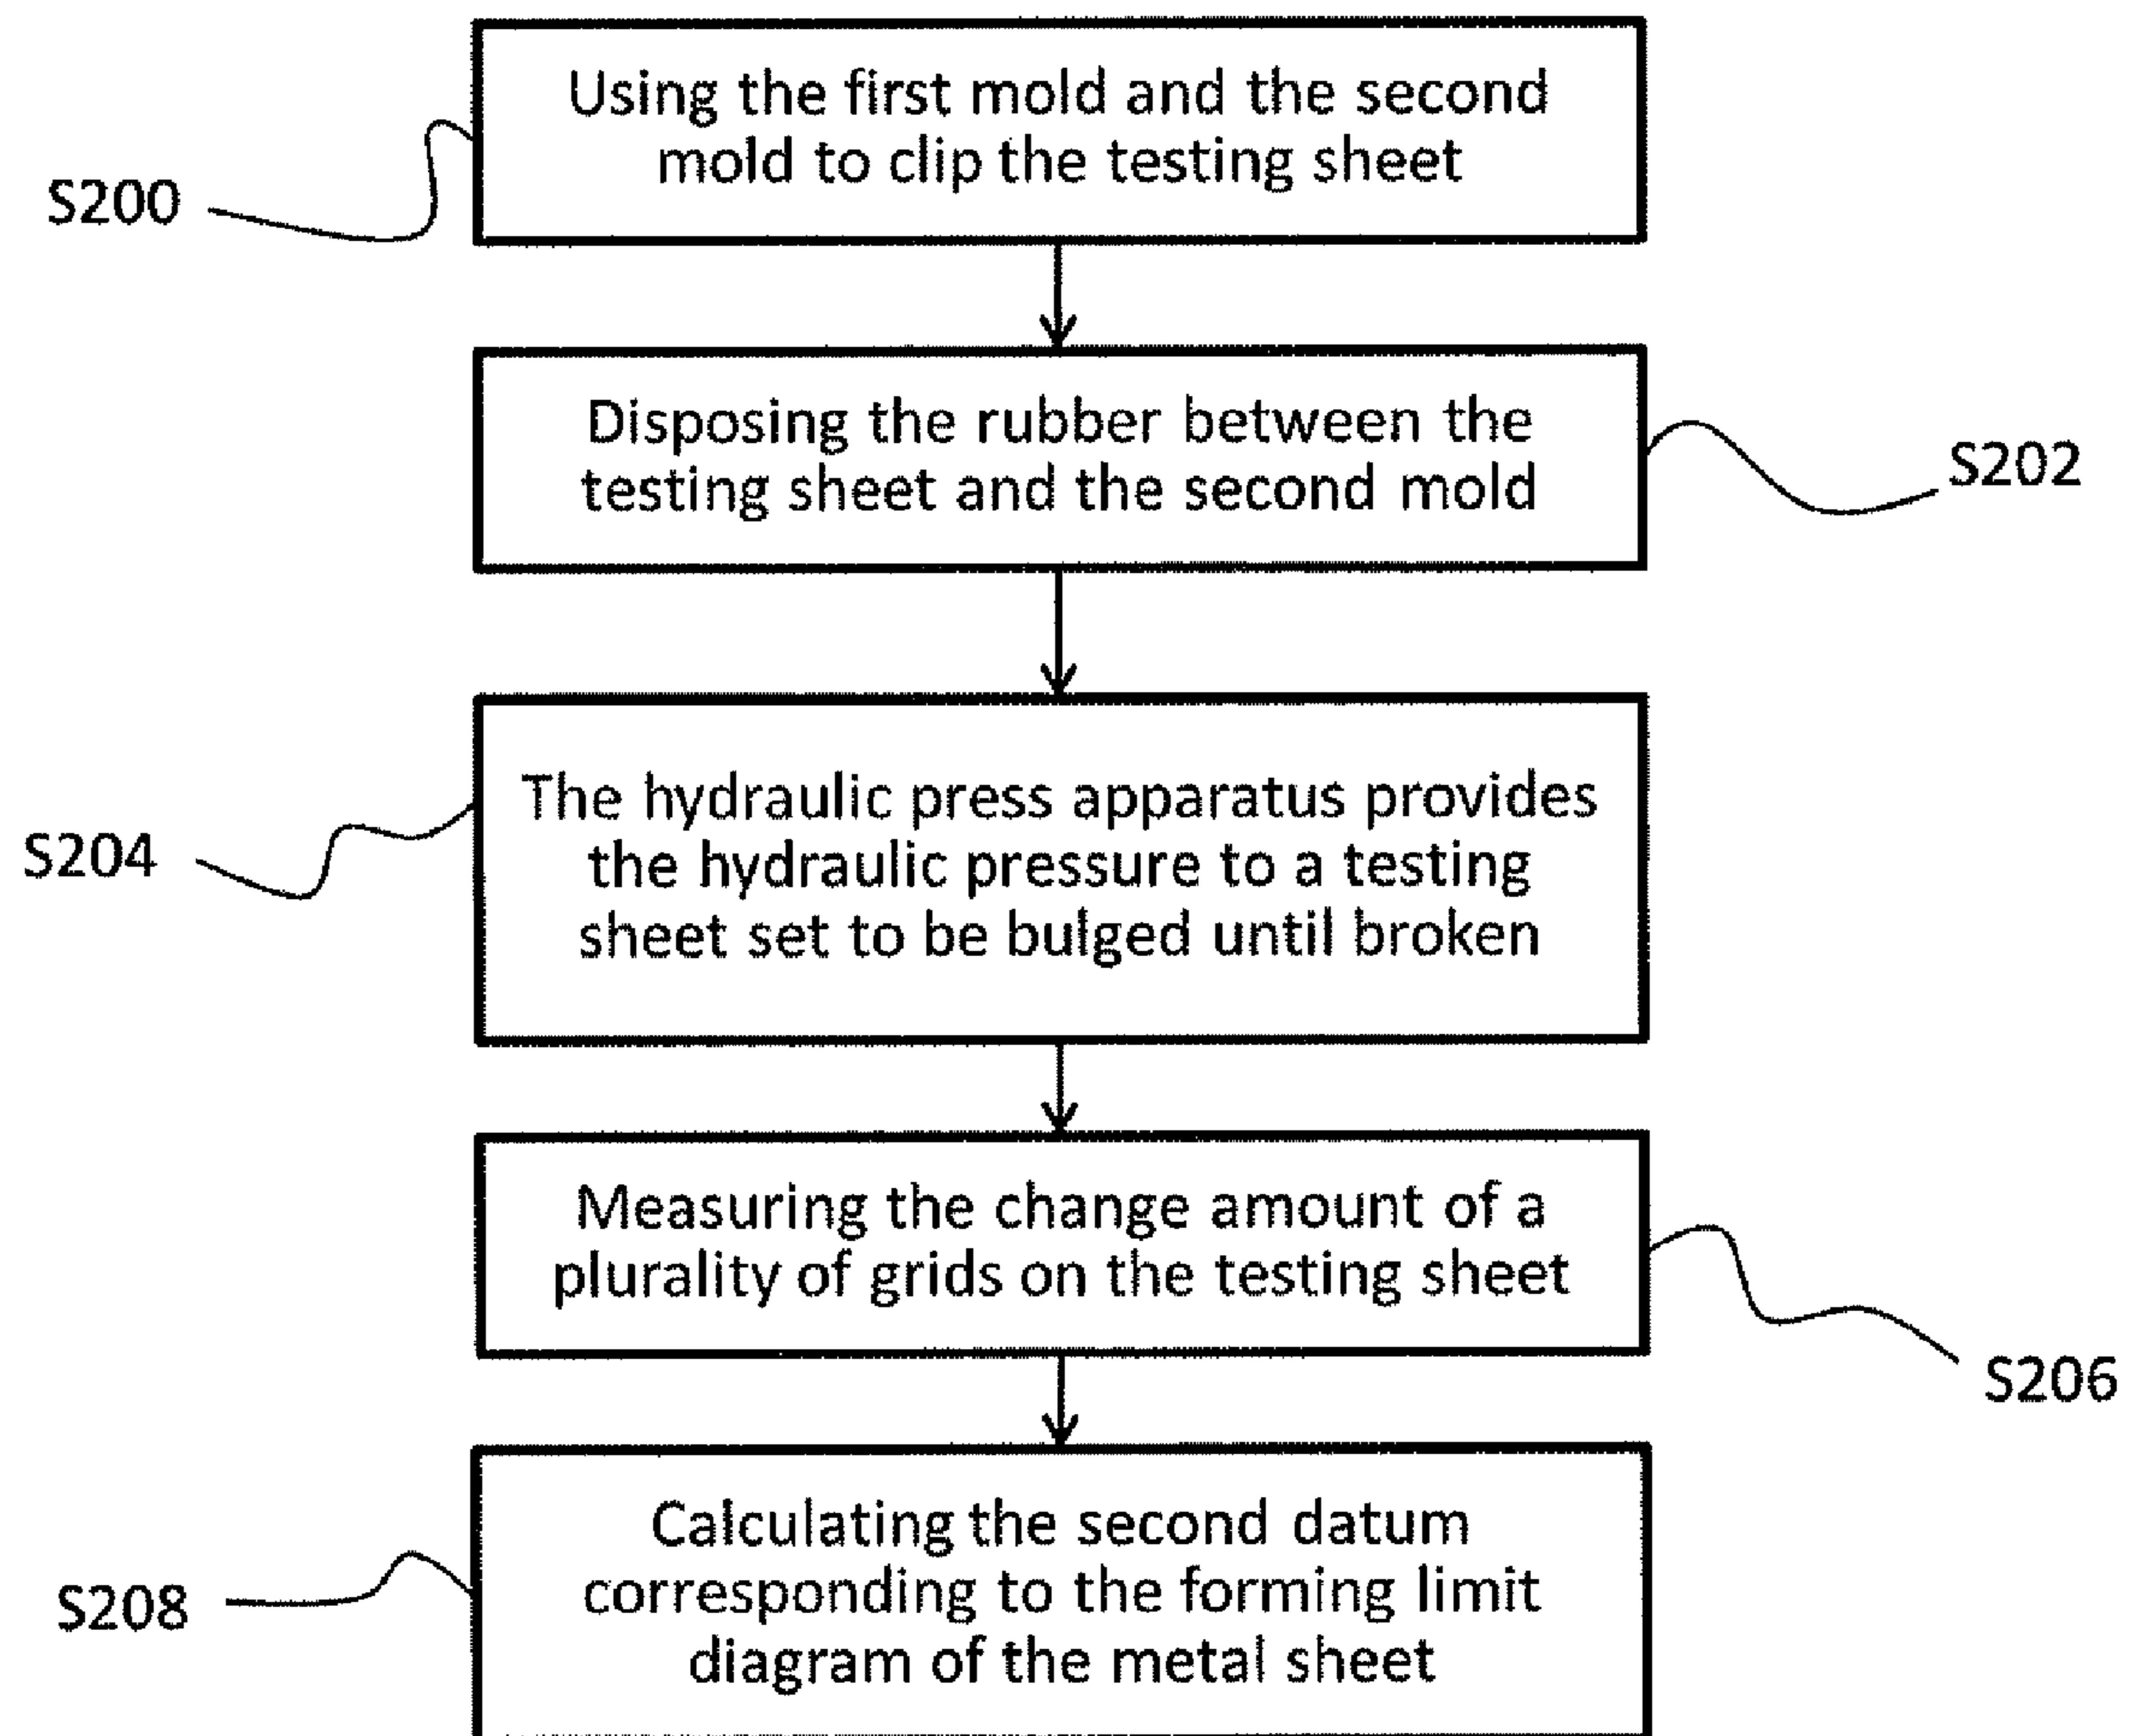 Using the first mold and the second
mold to clip the testing sheet
S200
Disposing the rubber between the
testing sheet and the second mold
S202
The hydraulic press apparatus provides
the hydraulic pressure to a testing
sheet set to be bulged until broken
S204
Measuring the change amount of a
plurality of grids on the testing sheet
S206
Calculating the second datum
corresponding to the forming limit
diagram of the metal sheet
S208